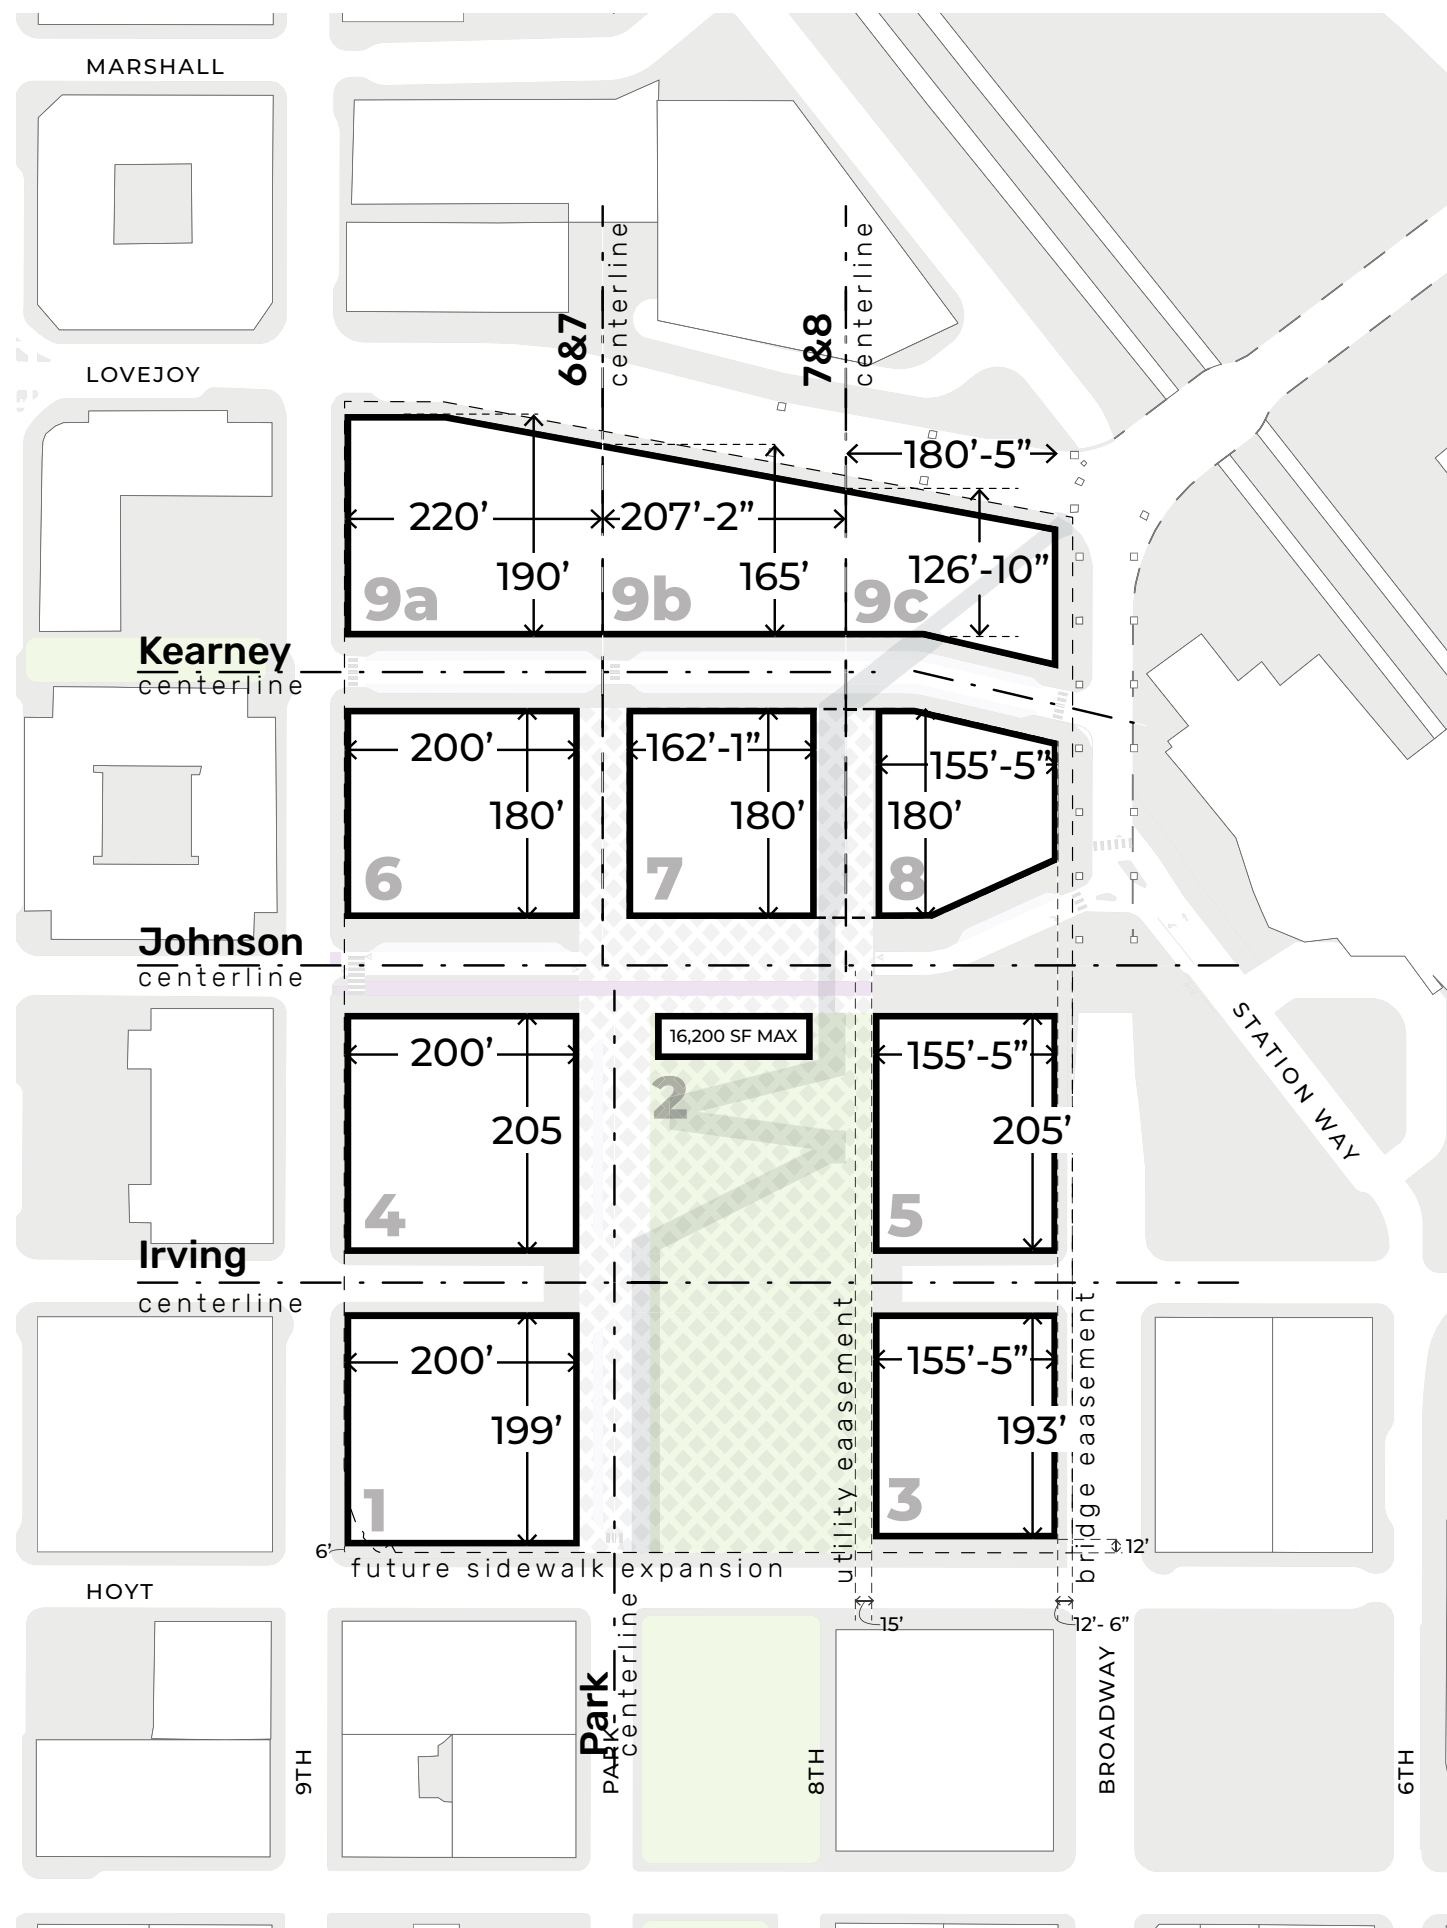 MARSHALL
LOVEJOY
6&7
centerline
7&8
centerline
180’-5”
220’
207’-2”
190’
165’
126’-10”
9a
9b
9c
Kearney
centerline
200’
162’-1”
155’-5”
180’
180’
180’
6
7
8
Johnson
centerline
STATION WAY
200’
16,200 SF MAX
155’-5”
2
205
205’
4
5
Irving
centerline
utility eaasement
bridge eaasement
200’
155’-5”
199’
193’
1
3
6’
12’
future sidewalk expansion
HOYT
15’
12’- 6”
Park
centerline
9TH
PARK
8TH
BROADWAY
6TH